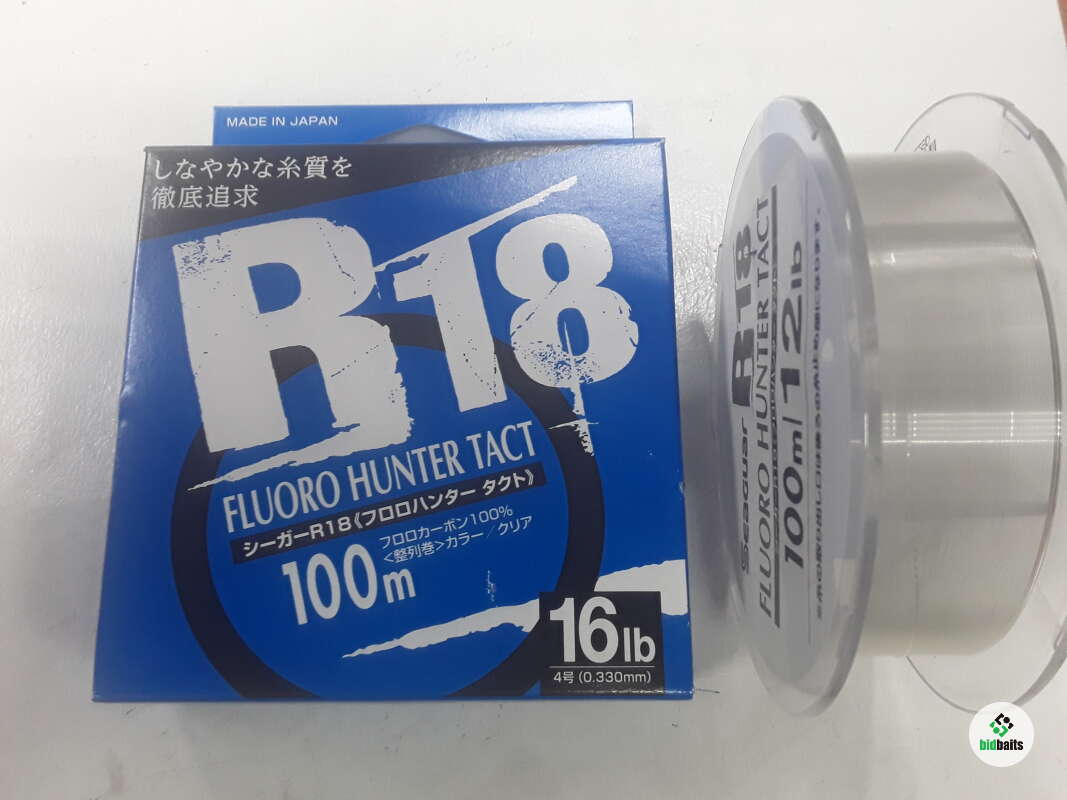 MADE IN JAPAN
しなやかな糸質を
徹底追求
R18
FLUORO HUNTER TACT
シーガーR18《フロロハンター タクト》
100m
フロロカーボン100%
<整列巻>カラー/クリア
16lb
4号(0.330mm)
Seaguar R18
FLUORO HUNTER TACT
100m/12lb
bidbaits